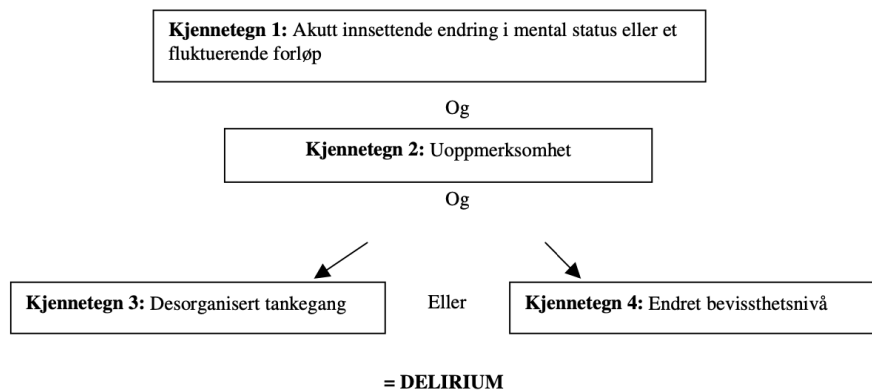 Kjennetegn 1: Akutt innsettende endring i mental status eller et
fluktuerende forløp
Og
Kjennetegn 2: Uoppmerksomhet
Og
Kjennetegn 3: Desorganisert tankegang
Eller
Kjennetegn 4: Endret bevissthetsnivå
= DELIRIUM